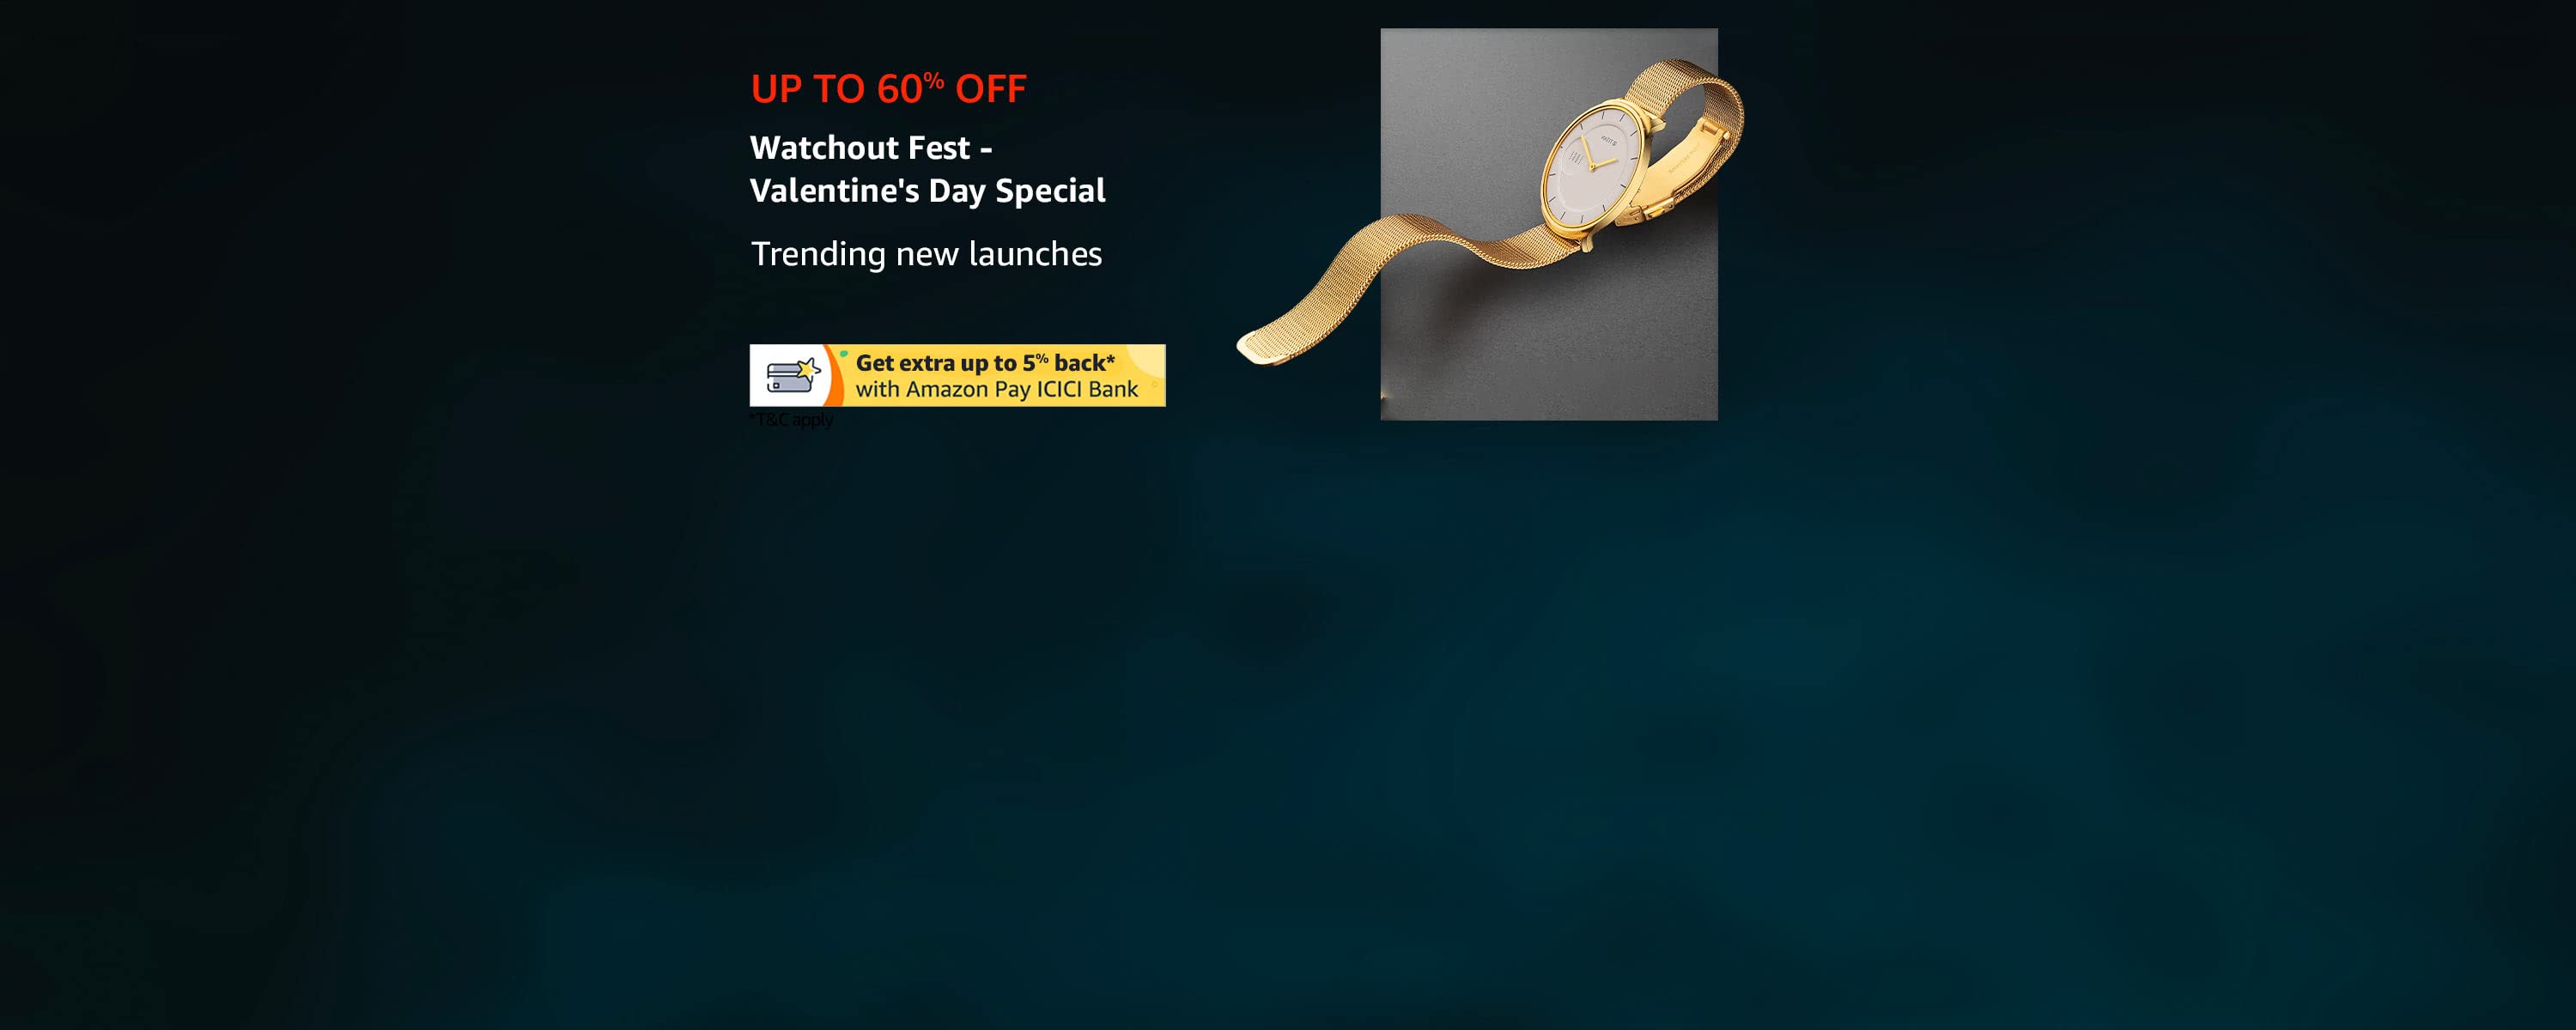 UP TO 60% OFF
Watchout Fest -
Valentine's Day Special
Trending new launches
Get extra up to 5% back*
with Amazon Pay ICICI Bank
*T&C apply